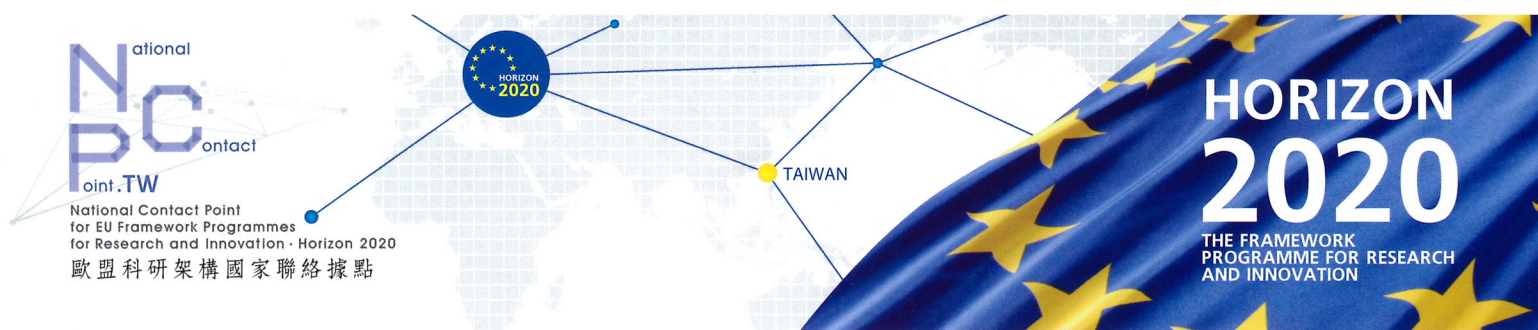 National
Contact
Point.TW
National Contact Point
for EU Framework Programmes
for Research and Innovation · Horizon 2020
歐盟科研架構國家聯絡據點
HORIZON
2020
TAIWAN
HORIZON
2020
THE FRAMEWORK
PROGRAMME FOR RESEARCH
AND INNOVATION